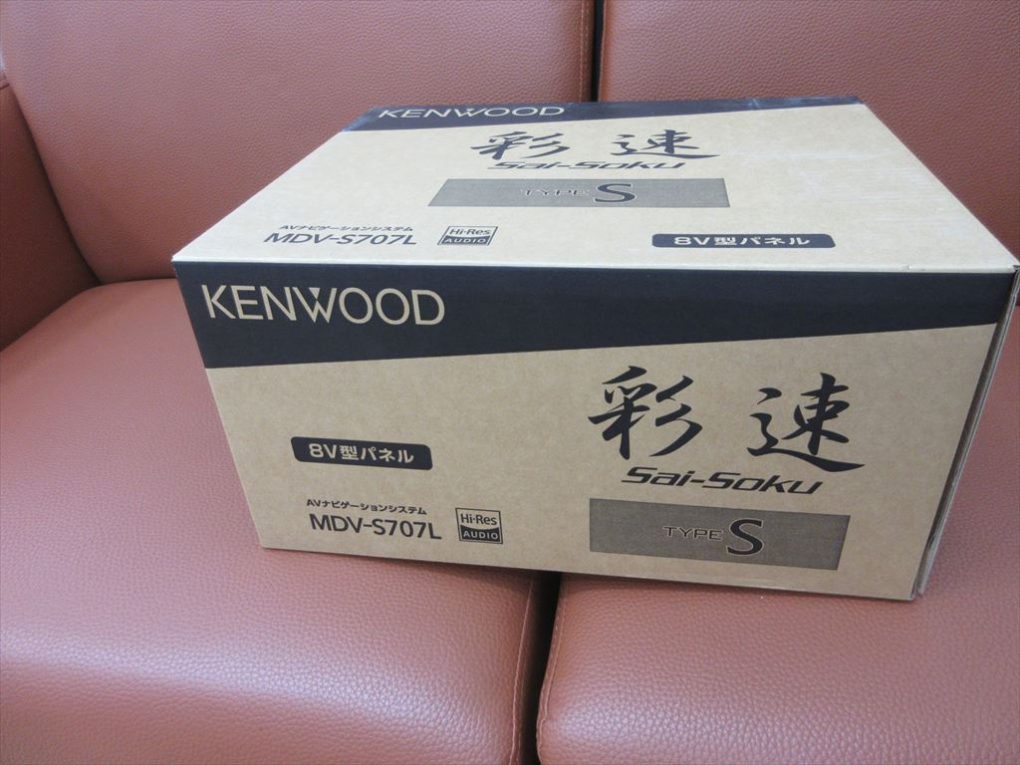 KENWOOD
彩速
Sai-Soku
TYPE S
AVナビゲーションシステム
MDV-S707L
Hi-Res
AUDIO
8V型パネル
KENWOOD
彩速
Sai-Soku
8V型パネル
AVナビゲーションシステム
MDV-S707L
Hi-Res
AUDIO
TYPE S